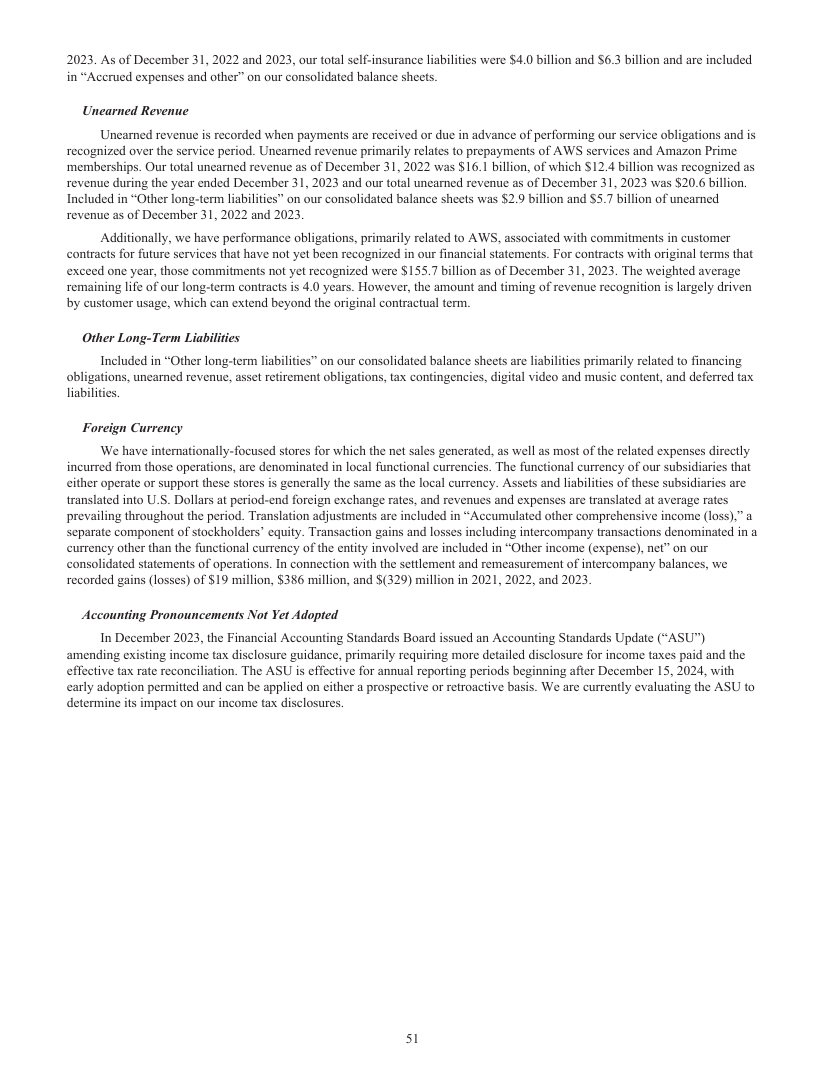 2023. As of December 31, 2022 and 2023, our total self-insurance liabilities were $4.0 billion and $6.3 billion and are included
in “Accrued expenses and other” on our consolidated balance sheets.
Unearned Revenue
Unearned revenue is recorded when payments are received or due in advance of performing our service obligations and is
recognized over the service period. Unearned revenue primarily relates to prepayments of AWS services and Amazon Prime
memberships. Our total unearned revenue as of December 31, 2022 was $16.1 billion, of which $12.4 billion was recognized as
revenue during the year ended December 31, 2023 and our total unearned revenue as of December 31, 2023 was $20.6 billion.
Included in “Other long-term liabilities” on our consolidated balance sheets was $2.9 billion and $5.7 billion of unearned
revenue as of December 31, 2022 and 2023.
Additionally, we have performance obligations, primarily related to AWS, associated with commitments in customer
contracts for future services that have not yet been recognized in our financial statements. For contracts with original terms that
exceed one year, those commitments not yet recognized were $155.7 billion as of December 31, 2023. The weighted average
remaining life of our long-term contracts is 4.0 years. However, the amount and timing of revenue recognition is largely driven
by customer usage, which can extend beyond the original contractual term.
Other Long-Term Liabilities
Included in “Other long-term liabilities” on our consolidated balance sheets are liabilities primarily related to financing
obligations, unearned revenue, asset retirement obligations, tax contingencies, digital video and music content, and deferred tax
liabilities.
Foreign Currency
We have internationally-focused stores for which the net sales generated, as well as most of the related expenses directly
incurred from those operations, are denominated in local functional currencies. The functional currency of our subsidiaries that
either operate or support these stores is generally the same as the local currency. Assets and liabilities of these subsidiaries are
translated into U.S. Dollars at period-end foreign exchange rates, and revenues and expenses are translated at average rates
prevailing throughout the period. Translation adjustments are included in “Accumulated other comprehensive income (loss),” a
separate component of stockholders’ equity. Transaction gains and losses including intercompany transactions denominated in a
currency other than the functional currency of the entity involved are included in “Other income (expense), net” on our
consolidated statements of operations. In connection with the settlement and remeasurement of intercompany balances, we
recorded gains (losses) of $19 million, $386 million, and $(329) million in 2021, 2022, and 2023.
Accounting Pronouncements Not Yet Adopted
In December 2023, the Financial Accounting Standards Board issued an Accounting Standards Update (“ASU”)
amending existing income tax disclosure guidance, primarily requiring more detailed disclosure for income taxes paid and the
effective tax rate reconciliation. The ASU is effective for annual reporting periods beginning after December 15, 2024, with
early adoption permitted and can be applied on either a prospective or retroactive basis. We are currently evaluating the ASU to
determine its impact on our income tax disclosures.
51